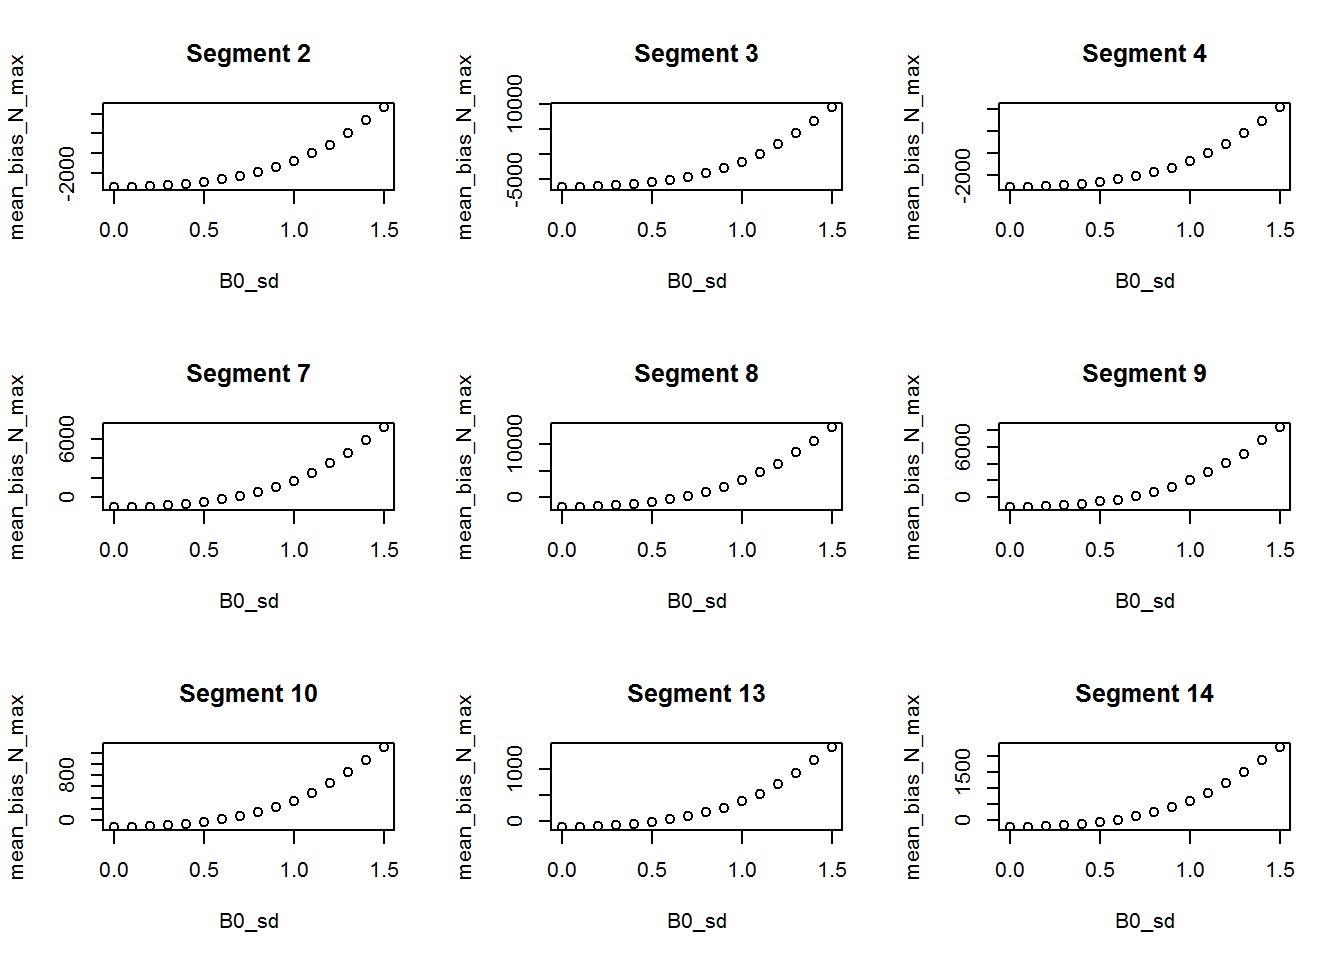 Segment 2
mean_bias_N_max
-2000
0.0 0.5 1.0 1.5
B0_sd
Segment 3
mean_bias_N_max
-5000 10000
0.0 0.5 1.0 1.5
B0_sd
Segment 4
mean_bias_N_max
-2000
0.0 0.5 1.0 1.5
B0_sd
Segment 7
mean_bias_N_max
0 6000
0.0 0.5 1.0 1.5
B0_sd
Segment 8
mean_bias_N_max
0 10000
0.0 0.5 1.0 1.5
B0_sd
Segment 9
mean_bias_N_max
0 6000
0.0 0.5 1.0 1.5
B0_sd
Segment 10
mean_bias_N_max
0 800
0.0 0.5 1.0 1.5
B0_sd
Segment 13
mean_bias_N_max
0 1000
0.0 0.5 1.0 1.5
B0_sd
Segment 14
mean_bias_N_max
0 1500
0.0 0.5 1.0 1.5
B0_sd